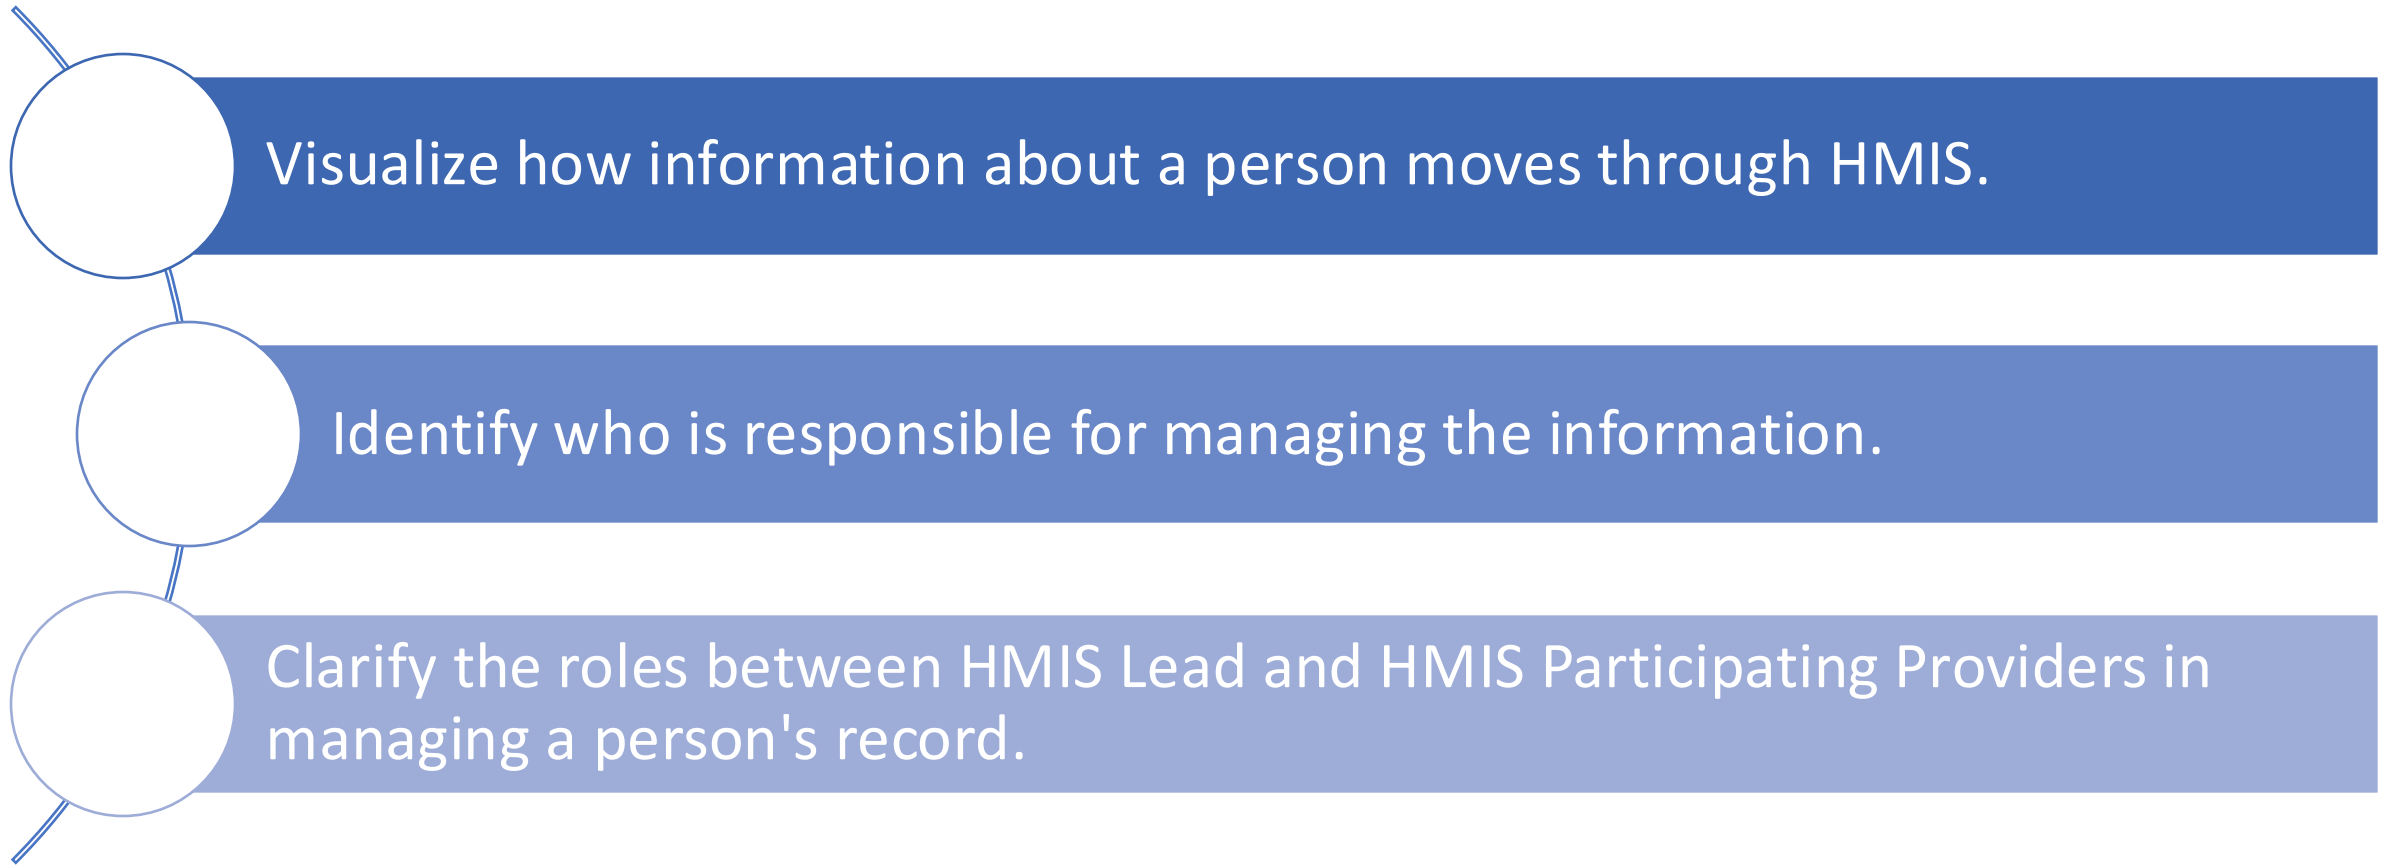 Visualize how information about a person moves through HMIS.
Identify who is responsible for managing the information.
Clarify the roles between HMIS Lead and HMIS Participating Providers in
managing a person's record.